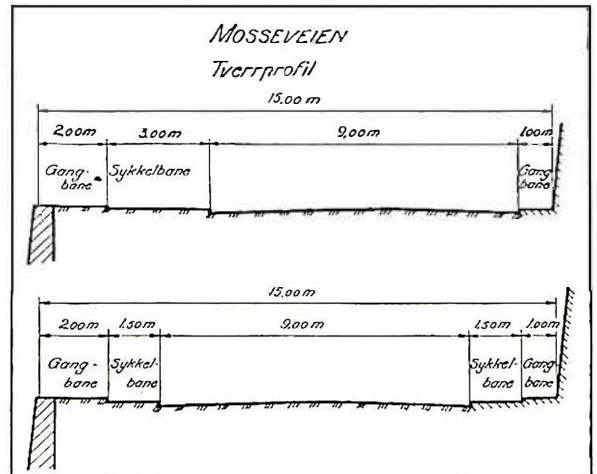 MOSSEVEIEN
Tverrprofil
15,00 m
2,00m 3,00m 9,00m 1,00m
Gang-bane Sykkelbane Gang bane
15,00 m
2,00m 1,50m 9,00m 1,50m 1,00m
Gang-bane Sykkel-bane Sykkel-bane Gang-bane